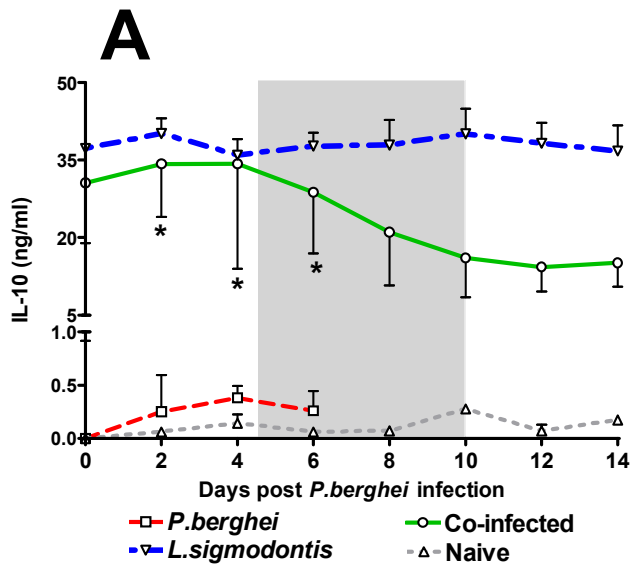 A
50
35
20
5
1.0
0.5
0.0
IL-10 (ng/ml)
* * *
0 2 4 6 8 10 12 14
Days post P.berghei infection
P.berghei Co-infected
L.sigmodontis Naive